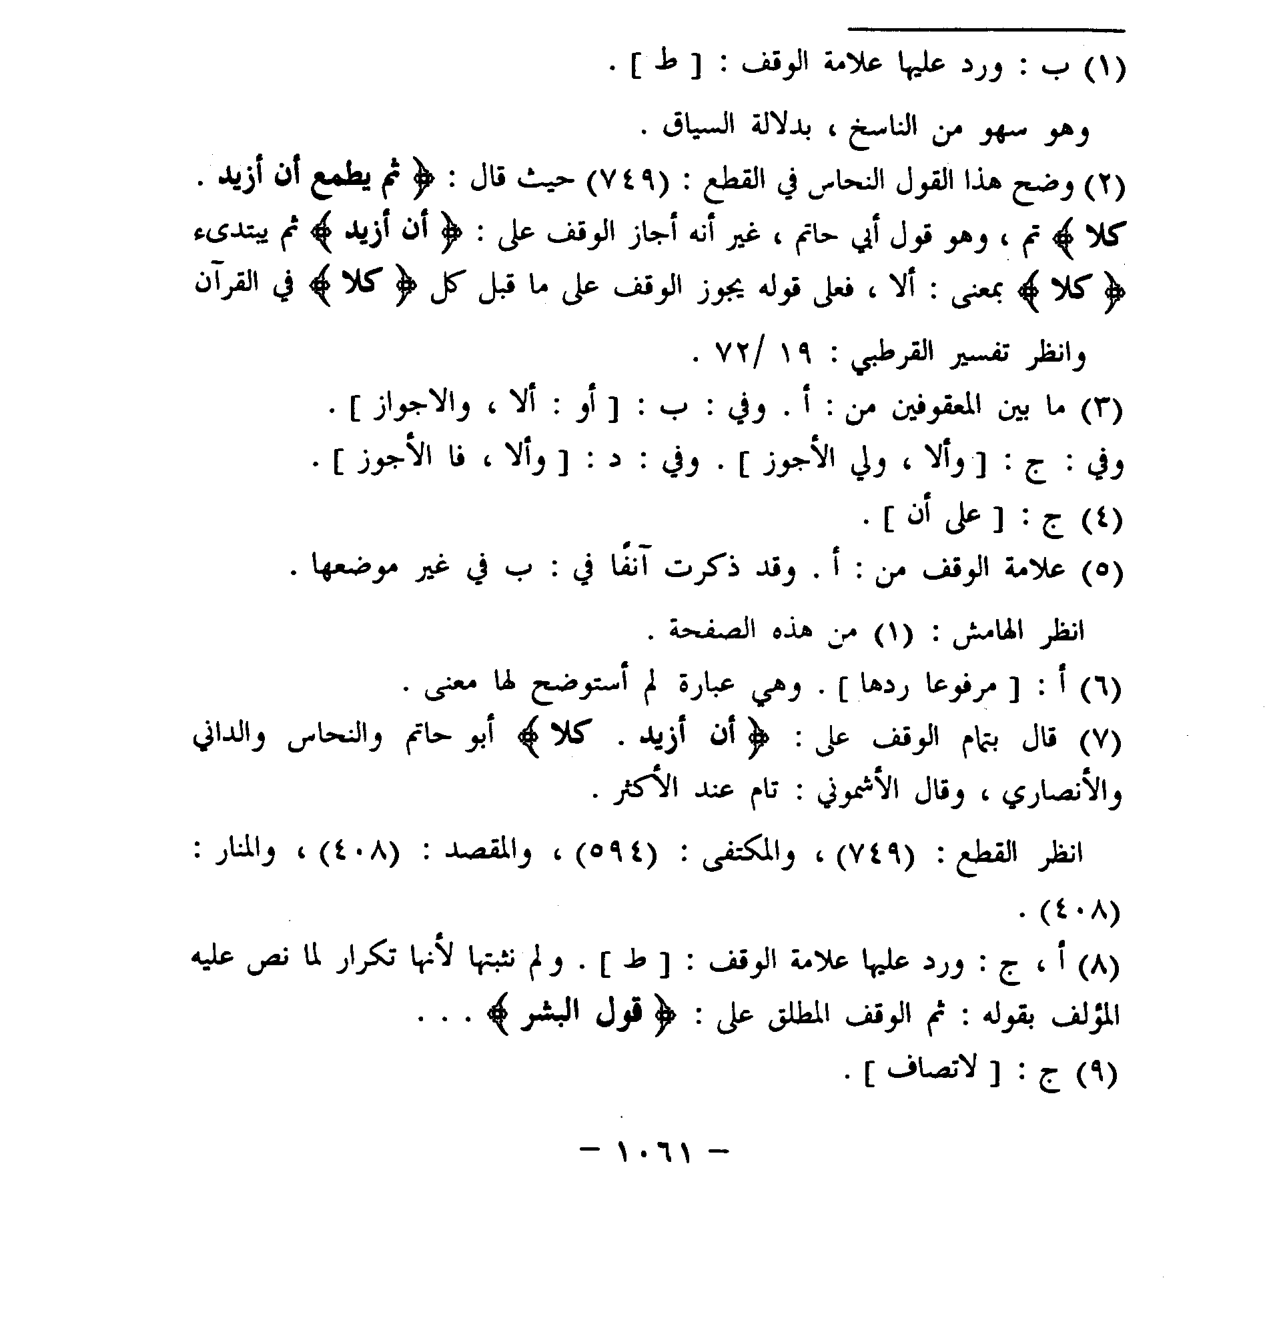 (١) ب : ورد عليها علامة الوقف : [ ط ] .
وهو سهو من الناسخ ، بدلالة السياق .
(٢) وضح هذا القول النحاس في القطع : (٧٤٩) حيث قال : ﴿ ثم يطمع أن أزيد .
كلا ﴾ تم ، وهو قول أبي حاتم ، غير أنه أجاز الوقف على : ﴿ أن أزيد ﴾ ثم يبتدىء
﴿ كلا ﴾ بمعنى : ألا ، فعلى قوله يجوز الوقف على ما قبل كل ﴿ كلا ﴾ في القرآن
وانظر تفسير القرطبي : ١٩ /٧٢ .
(٣) ما بين المعقوفين من : أ . وفي : ب : [ أو : ألا ، والاجواز ] .
وفي : ج : [ وألا ، ولي الأجوز ] . وفي : د : [ وألا ، فا الأجوز ] .
(٤) ج : [ على أن ] .
(٥) علامة الوقف من : أ . وقد ذكرت آنفًا في : ب في غير موضعها .
انظر الهامش : (١) من هذه الصفحة .
(٦) أ : [ مرفوعا ردها ] . وهي عبارة لم أستوضح لها معنى .
(٧) قال بتمام الوقف على : ﴿ أن أزيد . كلا ﴾ أبو حاتم والنحاس والداني
والأنصاري ، وقال الأشموني : تام عند الأكثر .
انظر القطع : (٧٤٩) ، والمكتفى : (٥٩٤) ، والمقصد : (٤٠٨) ، والمنار :
(٤٠٨) .
(٨) أ ، ج : ورد عليها علامة الوقف : [ ط ] . ولم نثبتها لأنها تكرار لما نص عليه
المؤلف بقوله : ثم الوقف المطلق على : ﴿ قول البشر ﴾ . . .
(٩) ج : [ لاتصاف ] .
– ١٠٦١ –